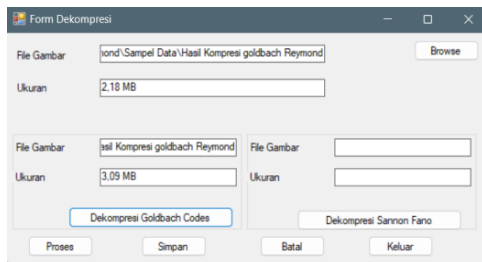 Form Dekompresi
File Gambar
ond\Sampel Data\Hasil Kompresi goldbach Reymond
Browse
Ukuran
2,18 MB
File Gambar
asil Kompresi goldbach Reymond
Ukuran
3,09 MB
Dekompresi Goldbach Codes
File Gambar
Ukuran
Dekompresi Sannon Fano
Proses
Simpan
Batal
Keluar